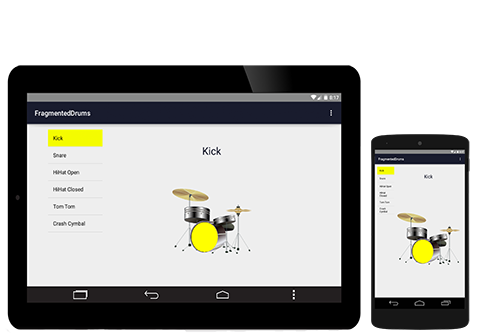 8:17
FragmentedDrums
Kick
Kick
Snare
HiHat Open
HiHat Closed
Tom Tom
Crash Cymbal
FragmentedDrums
Kick
Kick
Snare
HiHat Open
HiHat
Closed
Tom Tom
Crash
Cymbal